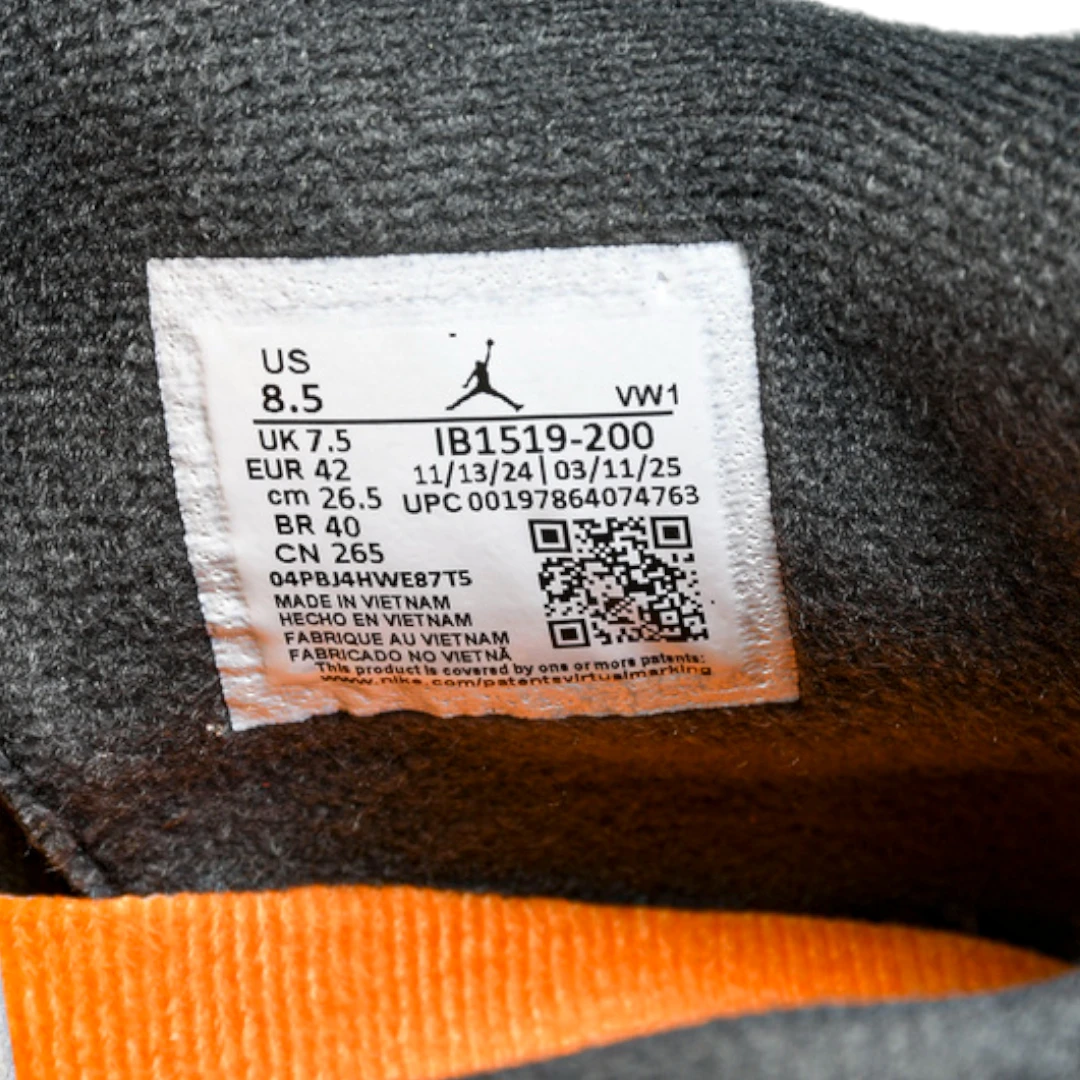 US
8.5
VW1
UK 7.5
IB1519-200
EUR 42
11/13/24 | 03/11/25
cm 26.5
UPC 00197864074763
BR 40
CN 265
04PBJ4HWE87T5
MADE IN VIETNAM
HECHO EN VIETNAM
FABRIQUE AU VIETNAM
FABRICADO NO VIETNÃ
This product is covered by one or more patents:
www.nike.com/patentsvirtualmarking